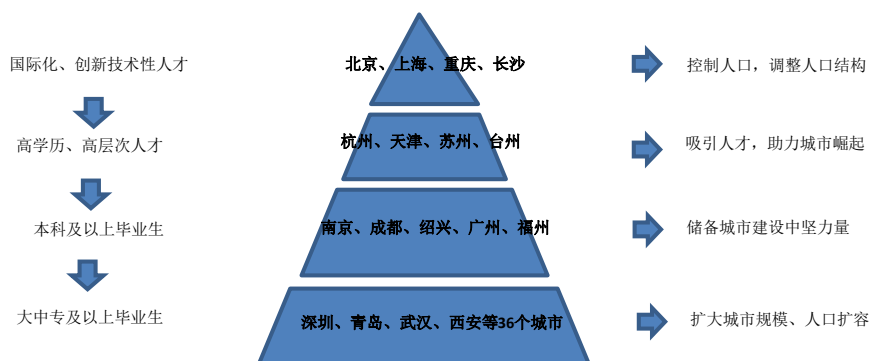 国际化、创新技术性人才
北京、上海、重庆、长沙
控制人口，调整人口结构
高学历、高层次人才
杭州、天津、苏州、台州
吸引人才，助力城市崛起
本科及以上毕业生
南京、成都、绍兴、广州、福州
储备城市建设中坚力量
大中专及以上毕业生
深圳、青岛、武汉、西安等36个城市
扩大城市规模、人口扩容